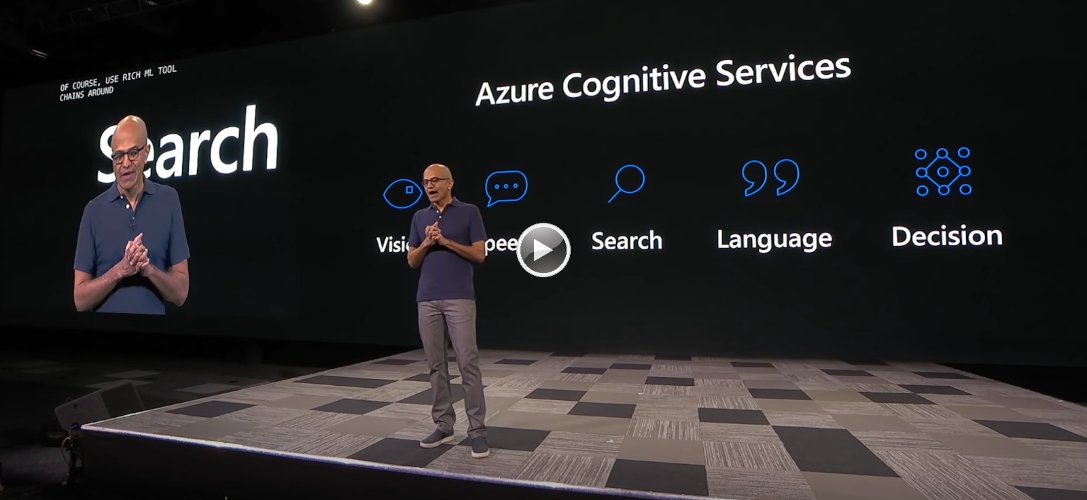 OF COURSE, USE RICH ML TOOL
CHAINS AROUND
Search
Azure Cognitive Services
Search
Language
Decision